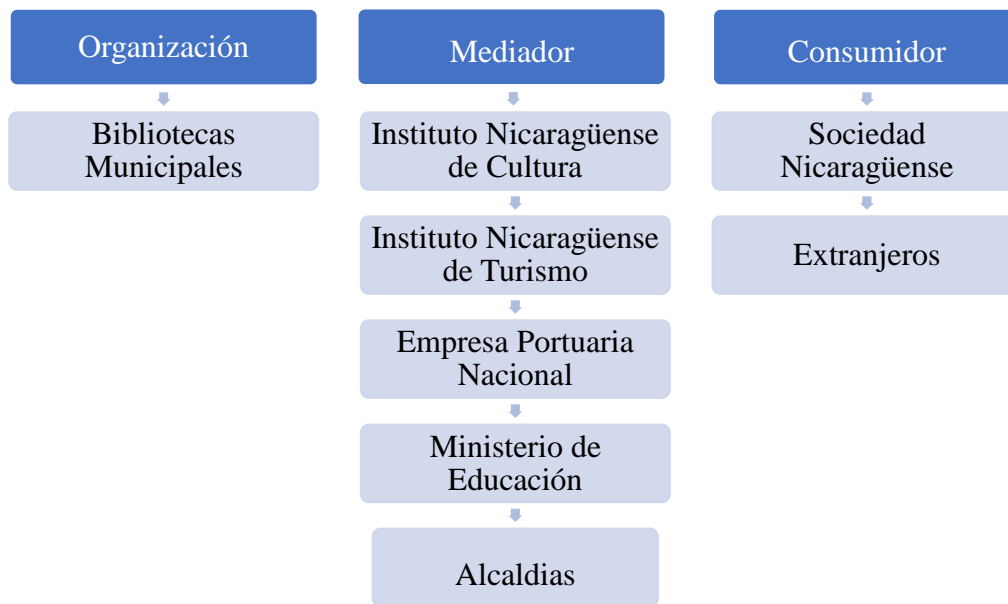 Organización
Bibliotecas
Municipales
Mediador
Instituto Nicaragüense
de Cultura
Instituto Nicaragüense
de Turismo
Empresa Portuaria
Nacional
Ministerio de
Educación
Alcaldias
Consumidor
Sociedad
Nicaragüense
Extranjeros